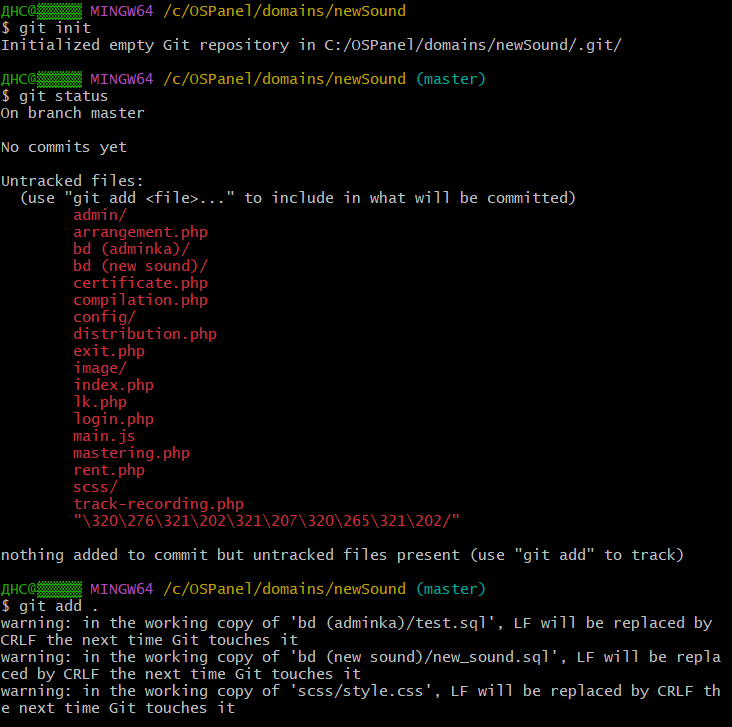 ДНС@▒▒▒▒▒ MINGW64 /c/OSPanel/domains/newSound
$ git init
Initialized empty Git repository in C:/OSPanel/domains/newSound/.git/
ДНС@▒▒▒▒▒ MINGW64 /c/OSPanel/domains/newSound (master)
$ git status
On branch master
No commits yet
Untracked files:
(use "git add <file>..." to include in what will be committed)
admin/
arrangement.php
bd (adminka)/
bd (new sound)/
certificate.php
compilation.php
config/
distribution.php
exit.php
image/
index.php
lk.php
login.php
main.js
mastering.php
rent.php
scss/
track-recording.php
"\320\276\321\202\321\207\320\265\321\202/"
nothing added to commit but untracked files present (use "git add" to track)
ДНС@▒▒▒▒▒ MINGW64 /c/OSPanel/domains/newSound (master)
$ git add .
warning: in the working copy of 'bd (adminka)/test.sql', LF will be replaced by
CRLF the next time Git touches it
warning: in the working copy of 'bd (new sound)/new_sound.sql', LF will be repla
ced by CRLF the next time Git touches it
warning: in the working copy of 'scss/style.css', LF will be replaced by CRLF th
e next time Git touches it